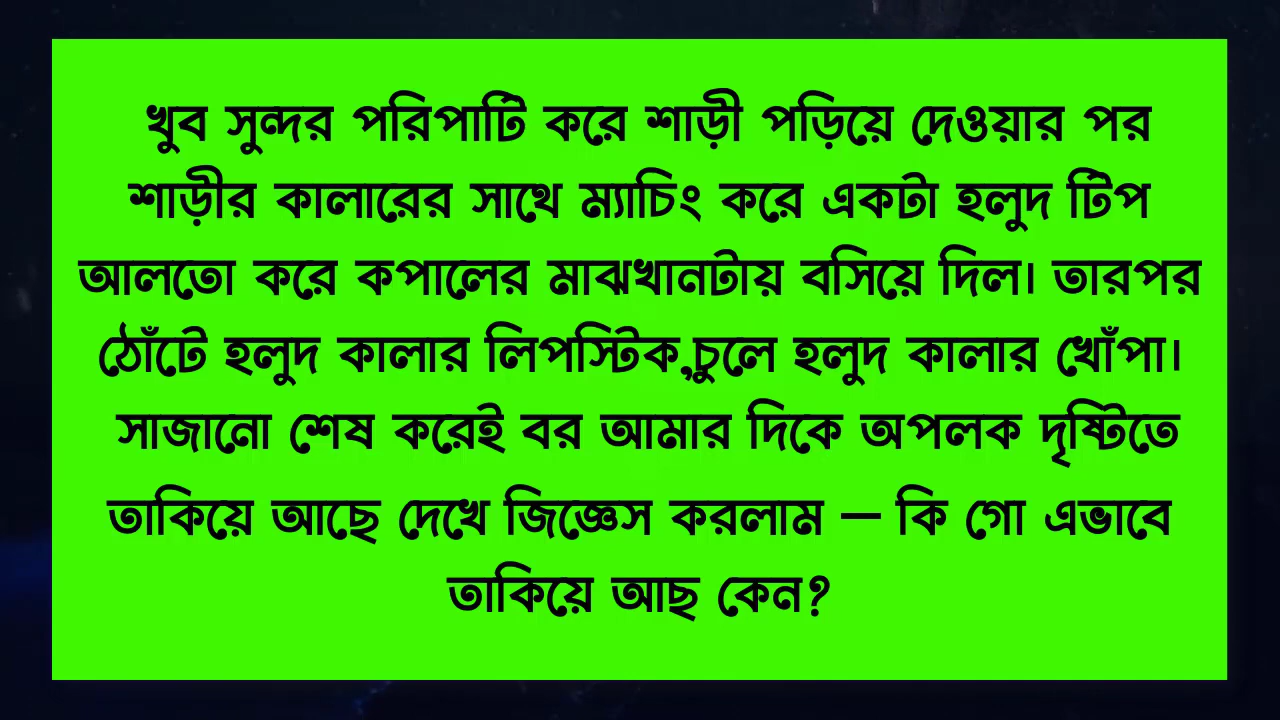 খুব সুন্দর পরিপাটি করে শাড়ী পড়িয়ে দেওয়ার পর
শাড়ীর কালারের সাথে ম্যাচিং করে একটা হলুদ টিপ
আলতো করে কপালের মাঝখানটায় বসিয়ে দিল। তারপর
ঠোঁটে হলুদ কালার লিপস্টিক,চুলে হলুদ কালার খোঁপা।
সাজানো শেষ করেই বর আমার দিকে অপলক দৃষ্টিতে
তাকিয়ে আছে দেখে জিজ্ঞেস করলাম — কি গো এভাবে
তাকিয়ে আছ কেন?